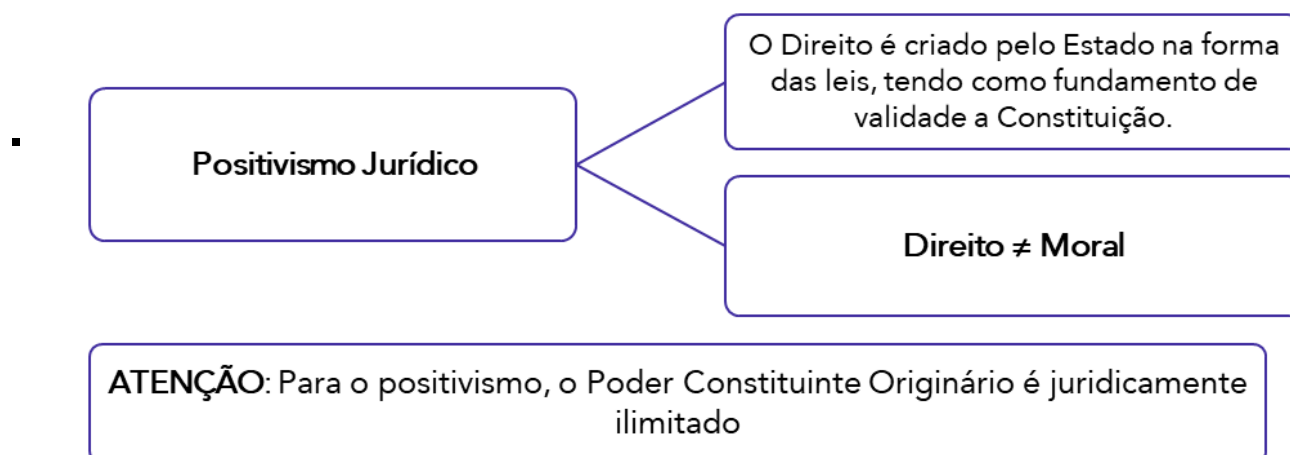 O Direito é criado pelo Estado na forma
das leis, tendo como fundamento de
validade a Constituição.
Positivismo Jurídico
Direito ≠ Moral
ATENÇÃO: Para o positivismo, o Poder Constituinte Originário é juridicamente
ilimitado